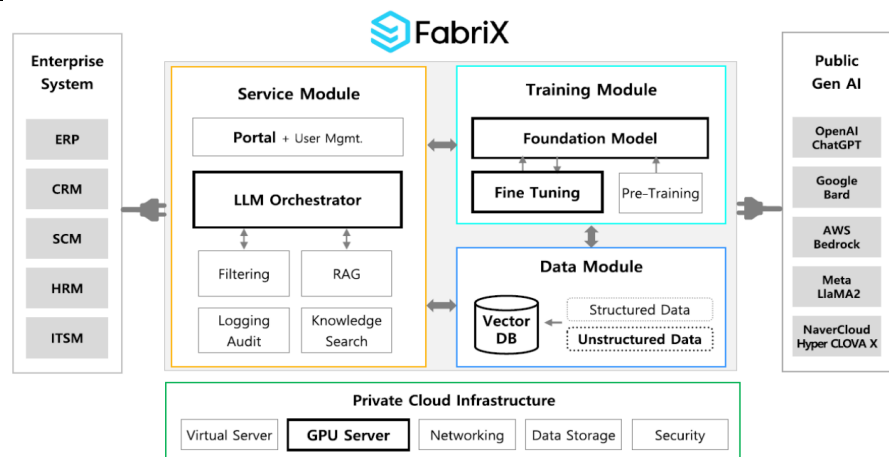 FabriX
Enterprise
System
ERP
CRM
SCM
HRM
ITSM
Service Module
Portal + User Mgmt.
LLM Orchestrator
Filtering
RAG
Logging
Audit
Knowledge
Search
Training Module
Foundation Model
Fine Tuning
Pre-Training
Data Module
Vector
DB
Structured Data
Unstructured Data
Public
Gen AI
OpenAI
ChatGPT
Google
Bard
AWS
Bedrock
Meta
LlaMA2
NaverCloud
Hyper CLOVA X
Private Cloud Infrastructure
Virtual Server
GPU Server
Networking
Data Storage
Security